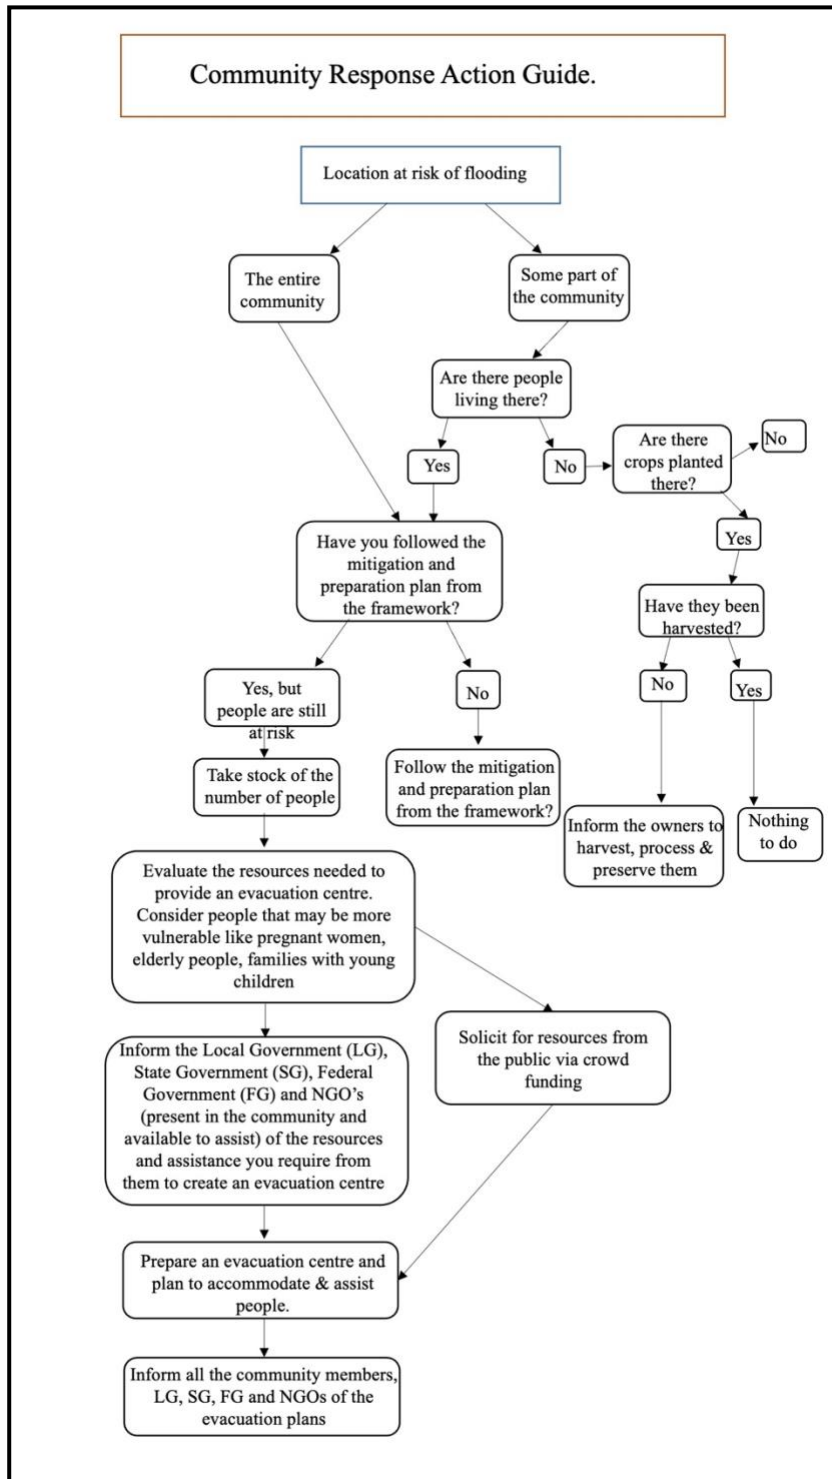 Community Response Action Guide.
Location at risk of flooding
The entire
community
Some part of
the community
Are there people
living there?
Yes
No
Are there
crops planted
there?
No
Yes
Have you followed the
mitigation and
preparation plan from
the framework?
Have they been
harvested?
Yes, but
people are still
at risk
No
No
Yes
Take stock of the
number of people
Follow the mitigation
and preparation plan
from the framework?
Inform the owners to
harvest, process &
preserve them
Nothing
to do
Evaluate the resources needed to
provide an evacuation centre.
Consider people that may be more
vulnerable like pregnant women,
elderly people, families with young
children
Solicit for resources from
the public via crowd
funding
Inform the Local Government (LG),
State Government (SG), Federal
Government (FG) and NGO's
(present in the community and
available to assist) of the resources
and assistance you require from
them to create an evacuation centre
Prepare an evacuation centre and
plan to accommodate & assist
people.
Inform all the community members,
LG, SG, FG and NGOs of the
evacuation plans